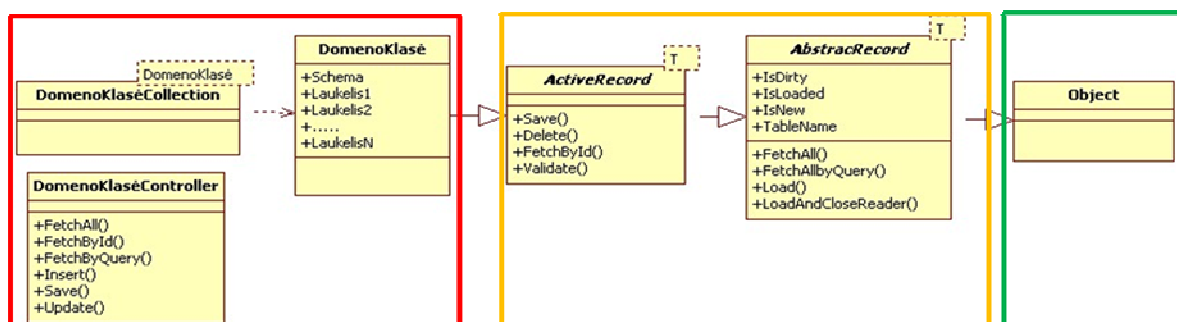 DomenoKlasė
DomenoKlasėCollection
DomenoKlasėController
+FetchAll()
+FetchById()
+FetchByQuery()
+Insert()
+Save()
+Update()
DomenoKlasė
+Schema
+Laukelis1
+Laukelis2
+.....
+LaukelisN
T
ActiveRecord
+Save()
+Delete()
+FetchById()
+Validate()
T
AbstracRecord
+IsDirty
+IsLoaded
+IsNew
+TableName
+FetchAll()
+FetchAllbyQuery()
+Load()
+LoadAndCloseReader()
Object